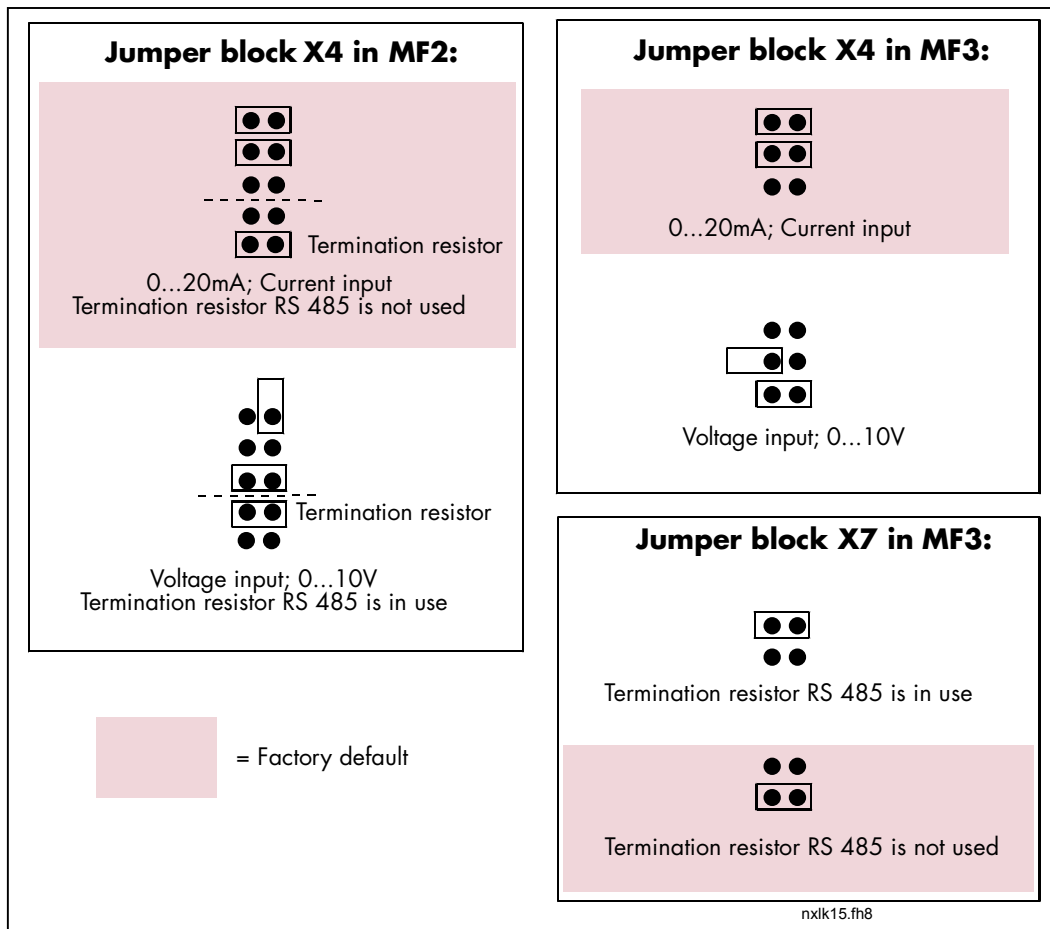 Jumper block X4 in MF2:
Termination resistor
0...20mA; Current input
Termination resistor RS 485 is not used
Termination resistor
Voltage input; 0...10V
Termination resistor RS 485 is in use
= Factory default
Jumper block X4 in MF3:
0...20mA; Current input
Voltage input; 0...10V
Jumper block X7 in MF3:
Termination resistor RS 485 is in use
Termination resistor RS 485 is not used
nxlk15.fh8